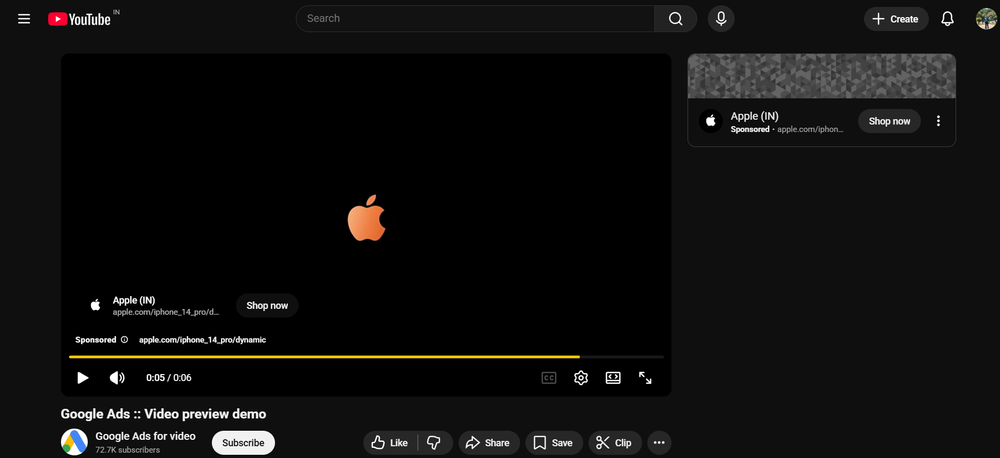 YouTube IN
Search
Create
Apple (IN)
Sponsored · apple.com/iphon...
Shop now
Apple (IN)
apple.com/iphone_14_pro/d...
Shop now
Sponsored apple.com/iphone_14_pro/dynamic
0:05 / 0:06
CC
Google Ads :: Video preview demo
Google Ads for video
72.7K subscribers
Subscribe
Like
Share
Save
Clip